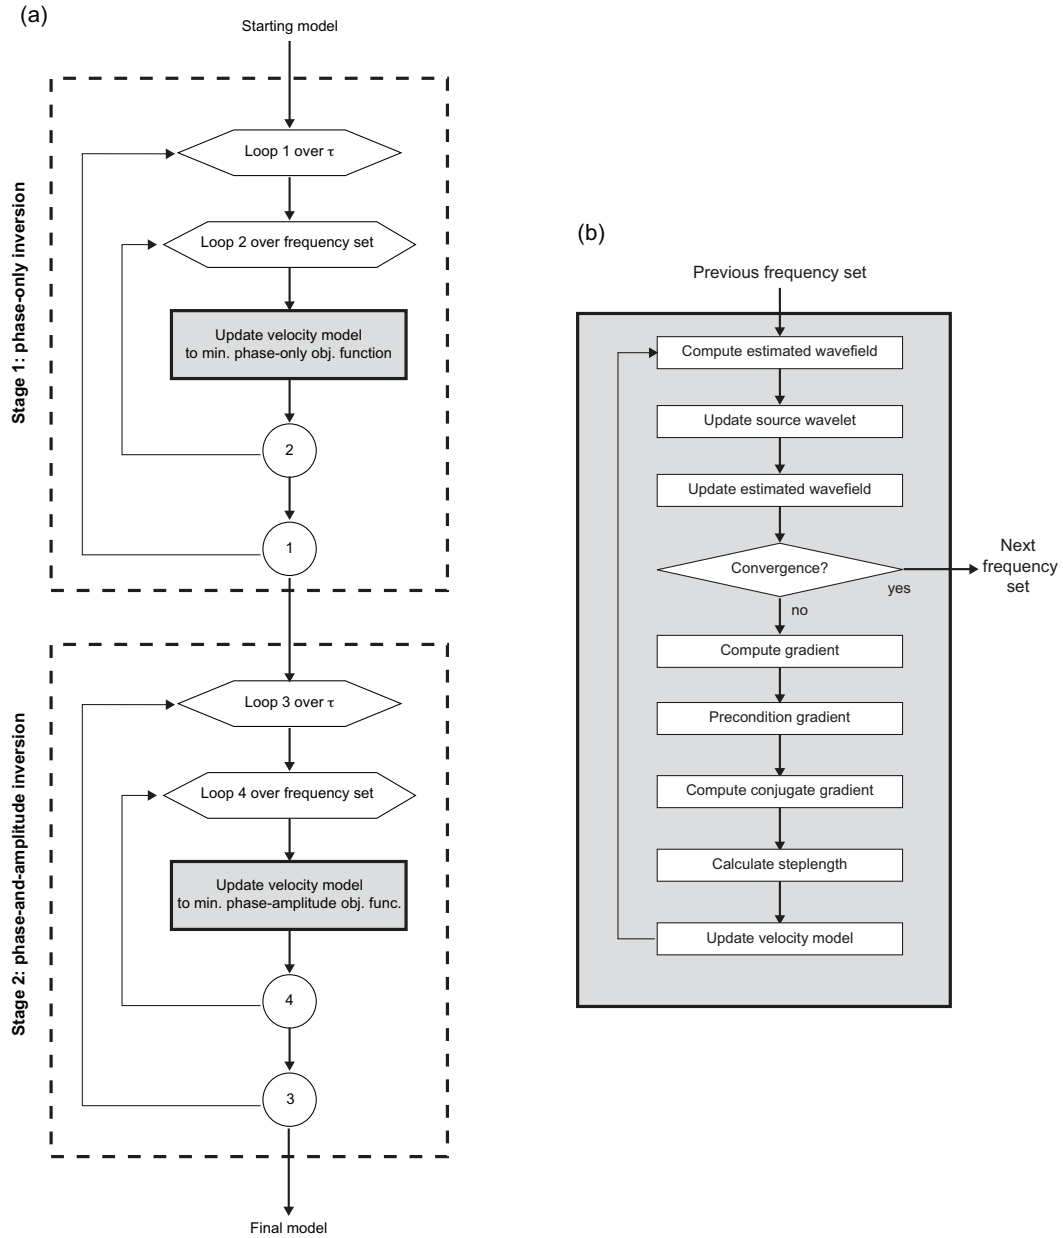 (a)
Starting model
Stage 1: phase-only inversion
Loop 1 over τ
Loop 2 over frequency set
Update velocity model
to min. phase-only obj. function
2
1
Stage 2: phase-and-amplitude inversion
Loop 3 over τ
Loop 4 over frequency set
Update velocity model
to min. phase-amplitude obj. func.
4
3
Final model
(b)
Previous frequency set
Compute estimated wavefield
Update source wavelet
Update estimated wavefield
Convergence?
yes
Next
frequency
set
no
Compute gradient
Precondition gradient
Compute conjugate gradient
Calculate steplength
Update velocity model